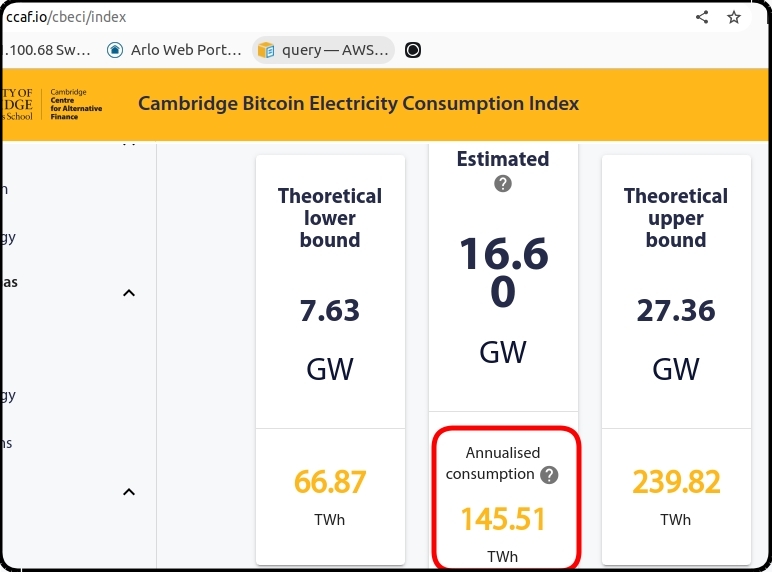 ccaf.io/cbeci/index
.100.68 Sw… Arlo Web Port… query — AWS…
TY OF
DGE
s School
Cambridge
Centre
for Alternative
Finance
Cambridge Bitcoin Electricity Consumption Index
n
gy
as
gy
ns
Theoretical
lower
bound
7.63
GW
66.87
TWh
Estimated
?
16.6
0
GW
Annualised
consumption ?
145.51
TWh
Theoretical
upper
bound
27.36
GW
239.82
TWh